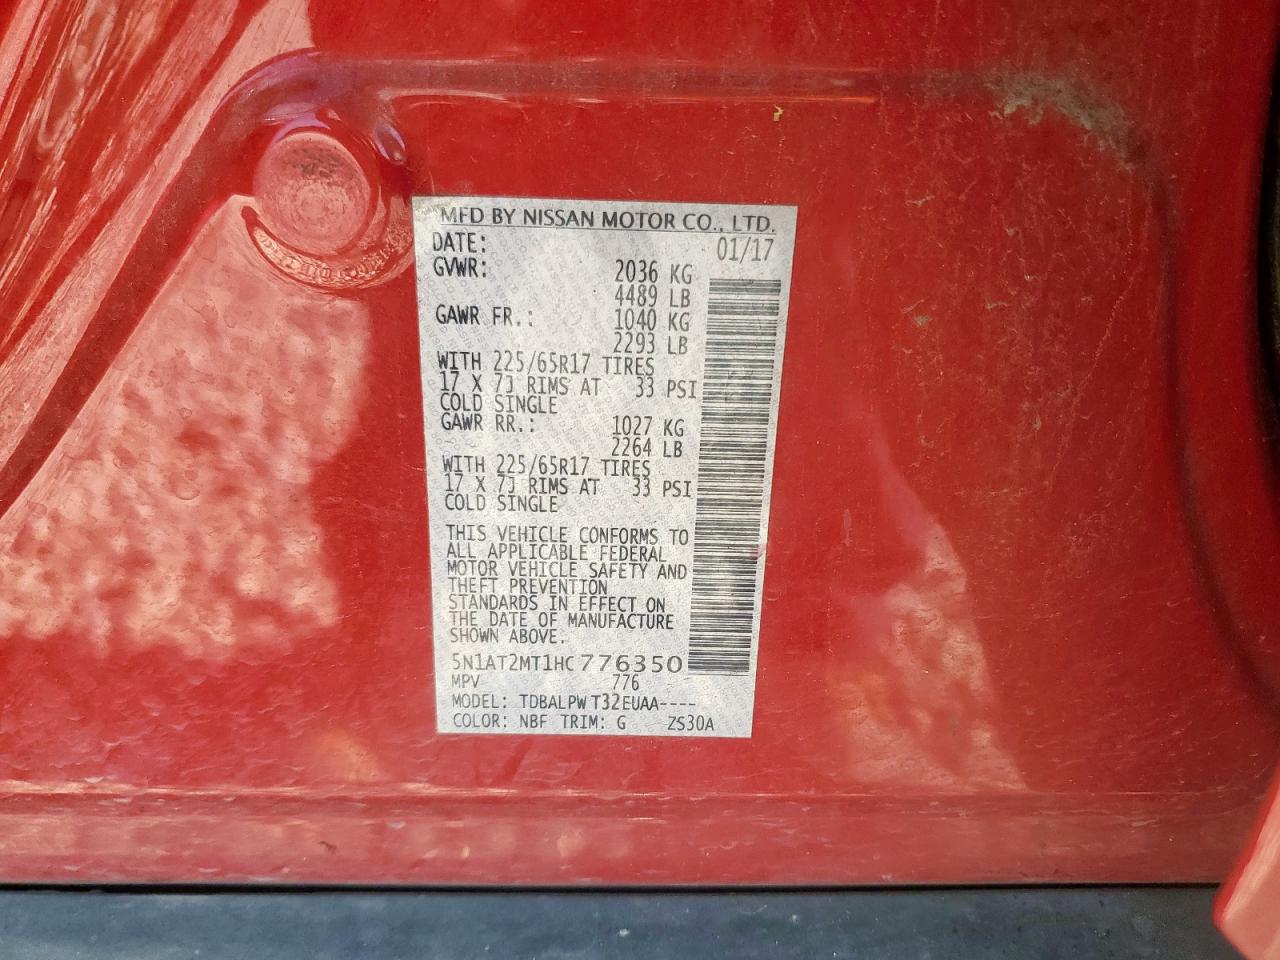 MFD BY NISSAN MOTOR CO., LTD.
DATE: 01/17
GVWR: 2036 KG
4489 LB
GAWR FR.: 1040 KG
2293 LB
WITH 225/65R17 TIRES
17 X 7J RIMS AT 33 PSI
COLD SINGLE
GAWR RR.: 1027 KG
2264 LB
WITH 225/65R17 TIRES
17 X 7J RIMS AT 33 PSI
COLD SINGLE
THIS VEHICLE CONFORMS TO
ALL APPLICABLE FEDERAL
MOTOR VEHICLE SAFETY AND
THEFT PREVENTION
STANDARDS IN EFFECT ON
THE DATE OF MANUFACTURE
SHOWN ABOVE.
5N1AT2MT1HC776350
MPV 776
MODEL: TDBALPW T32EUAA----
COLOR: NBF TRIM: G ZS30A